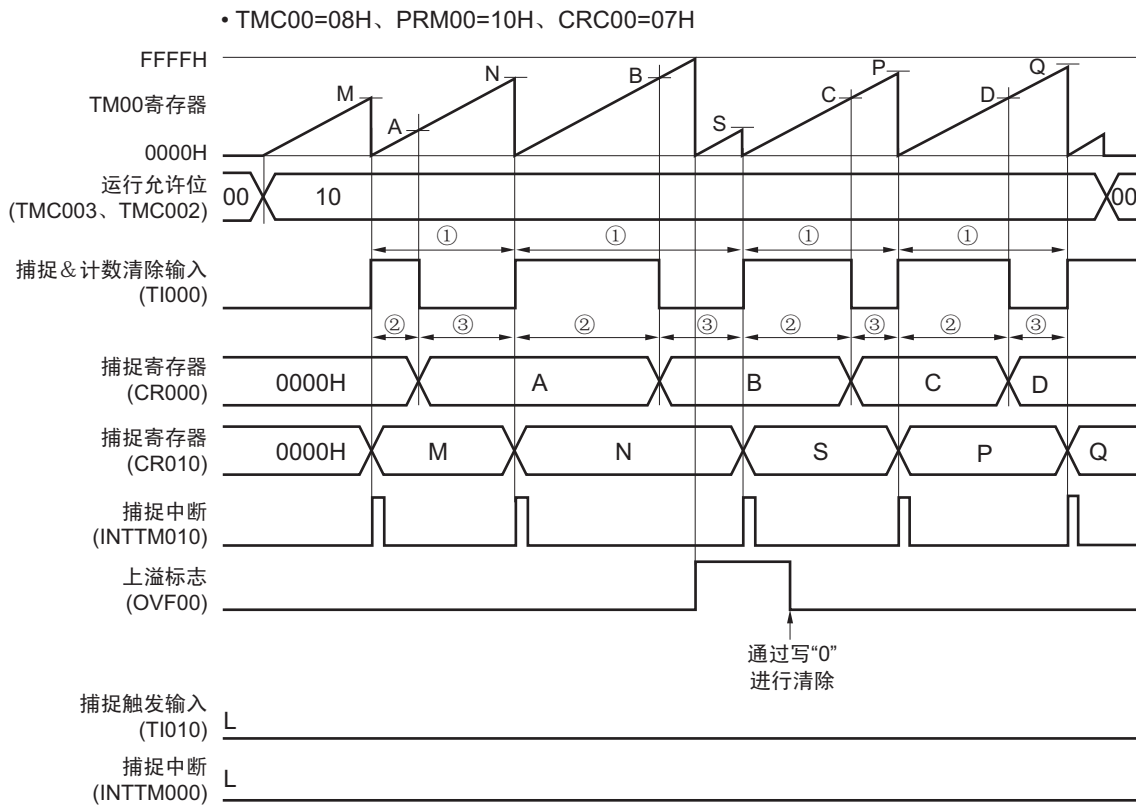 • TMC00=08H、PRM00=10H、CRC00=07H
FFFFH
TM00寄存器
0000H
M
A
N
B
S
C
P
D
Q
运行允许位
(TMC003、TMC002)
00
10
00
① ① ① ①
捕捉&计数清除输入
(TI000)
② ③ ② ③ ② ③ ② ③
捕捉寄存器
(CR000)
0000H A B C D
捕捉寄存器
(CR010)
0000H M N S P Q
捕捉中断
(INTTM010)
上溢标志
(OVF00)
通过写“0”
进行清除
捕捉触发输入
(TI010)
L
捕捉中断
(INTTM000)
L